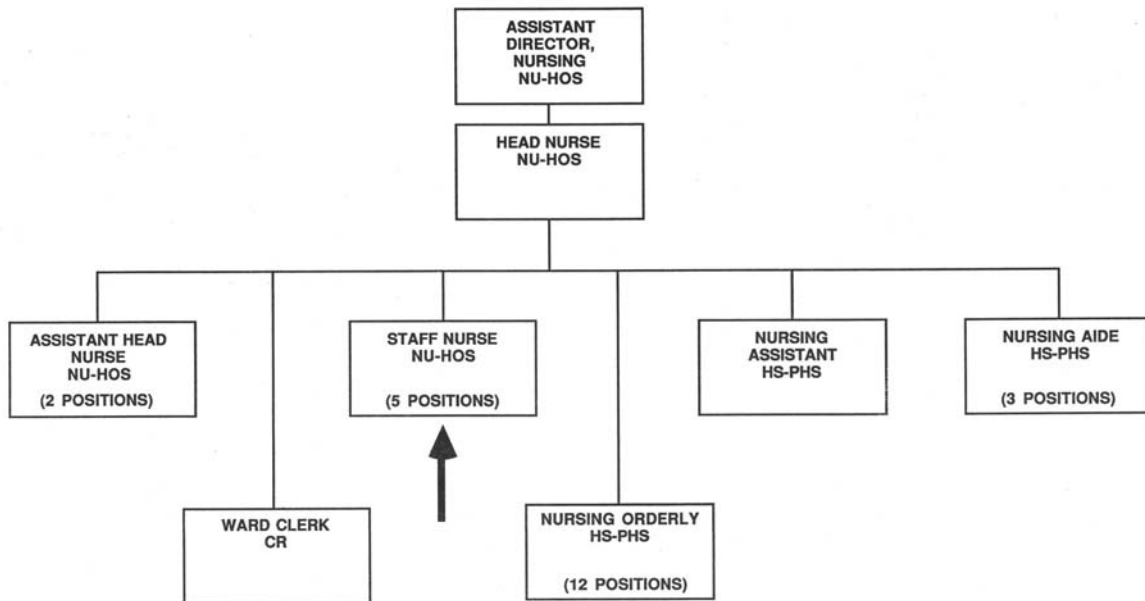 ASSISTANT
DIRECTOR,
NURSING
NU-HOS
HEAD NURSE
NU-HOS
ASSISTANT HEAD
NURSE
NU-HOS
(2 POSITIONS)
STAFF NURSE
NU-HOS
(5 POSITIONS)
NURSING
ASSISTANT
HS-PHS
NURSING AIDE
HS-PHS
(3 POSITIONS)
WARD CLERK
CR
NURSING ORDERLY
HS-PHS
(12 POSITIONS)